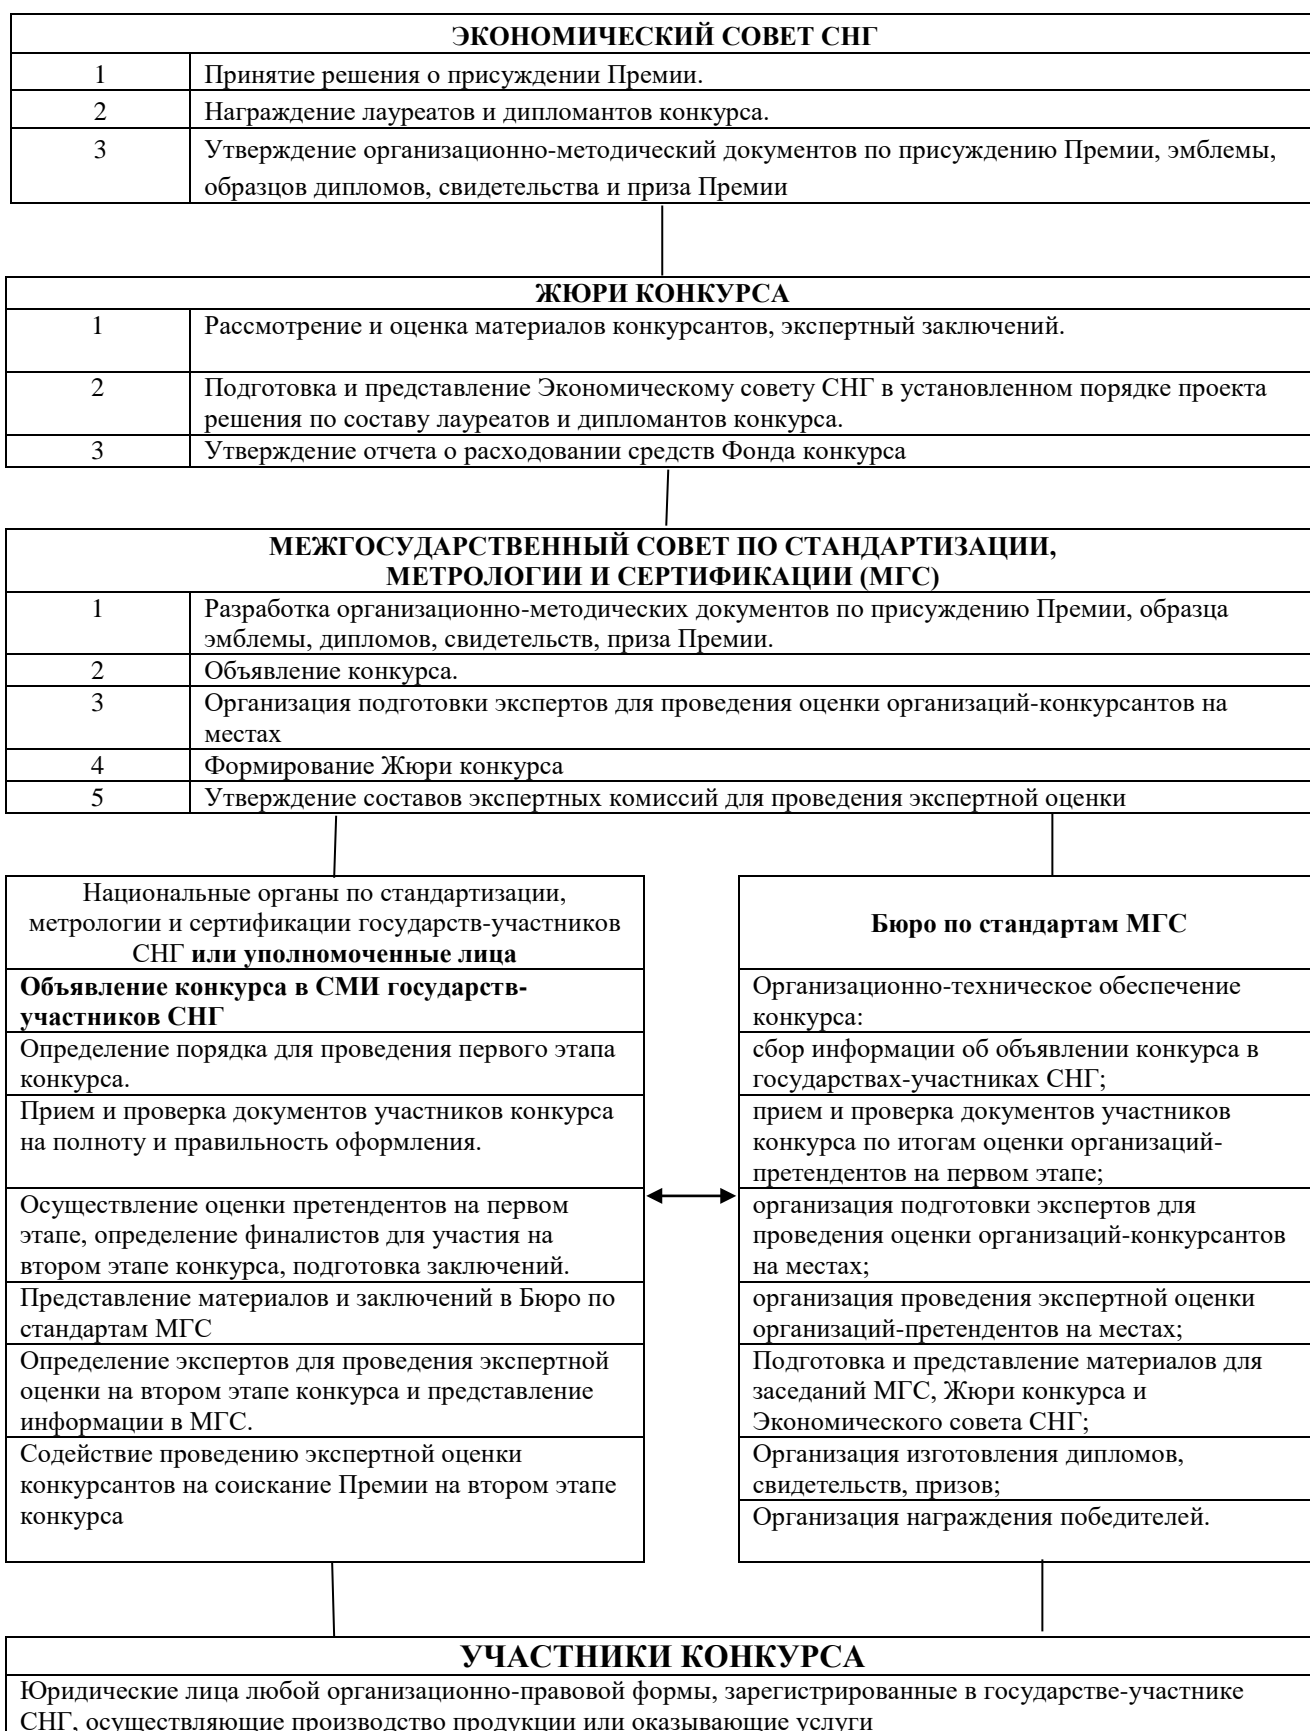 ЭКОНОМИЧЕСКИЙ СОВЕТ СНГ
1 Принятие решения о присуждении Премии.
2 Награждение лауреатов и дипломантов конкурса.
3 Утверждение организационно-методический документов по присуждению Премии, эмблемы,
образцов дипломов, свидетельства и приза Премии
ЖЮРИ КОНКУРСА
1 Рассмотрение и оценка материалов конкурсантов, экспертный заключений.
2 Подготовка и представление Экономическому совету СНГ в установленном порядке проекта
решения по составу лауреатов и дипломантов конкурса.
3 Утверждение отчета о расходовании средств Фонда конкурса
МЕЖГОСУДАРСТВЕННЫЙ СОВЕТ ПО СТАНДАРТИЗАЦИИ,
МЕТРОЛОГИИ И СЕРТИФИКАЦИИ (МГС)
1 Разработка организационно-методических документов по присуждению Премии, образца
эмблемы, дипломов, свидетельств, приза Премии.
2 Объявление конкурса.
3 Организация подготовки экспертов для проведения оценки организаций-конкурсантов на
местах
4 Формирование Жюри конкурса
5 Утверждение составов экспертных комиссий для проведения экспертной оценки
Национальные органы по стандартизации,
метрологии и сертификации государств-участников
СНГ или уполномоченные лица
Объявление конкурса в СМИ государств-
участников СНГ
Определение порядка для проведения первого этапа
конкурса.
Прием и проверка документов участников конкурса
на полноту и правильность оформления.
Осуществление оценки претендентов на первом
этапе, определение финалистов для участия на
втором этапе конкурса, подготовка заключений.
Представление материалов и заключений в Бюро по
стандартам МГС
Определение экспертов для проведения экспертной
оценки на втором этапе конкурса и представление
информации в МГС.
Содействие проведению экспертной оценки
конкурсантов на соискание Премии на втором этапе
конкурса
Бюро по стандартам МГС
Организационно-техническое обеспечение
конкурса:
сбор информации об объявлении конкурса в
государствах-участниках СНГ;
прием и проверка документов участников
конкурса по итогам оценки организаций-
претендентов на первом этапе;
организация подготовки экспертов для
проведения оценки организаций-конкурсантов
на местах;
организация проведения экспертной оценки
организаций-претендентов на местах;
Подготовка и представление материалов для
заседаний МГС, Жюри конкурса и
Экономического совета СНГ;
Организация изготовления дипломов,
свидетельств, призов;
Организация награждения победителей.
УЧАСТНИКИ КОНКУРСА
Юридические лица любой организационно-правовой формы, зарегистрированные в государстве-участнике
СНГ, осуществляющие производство продукции или оказывающие услуги